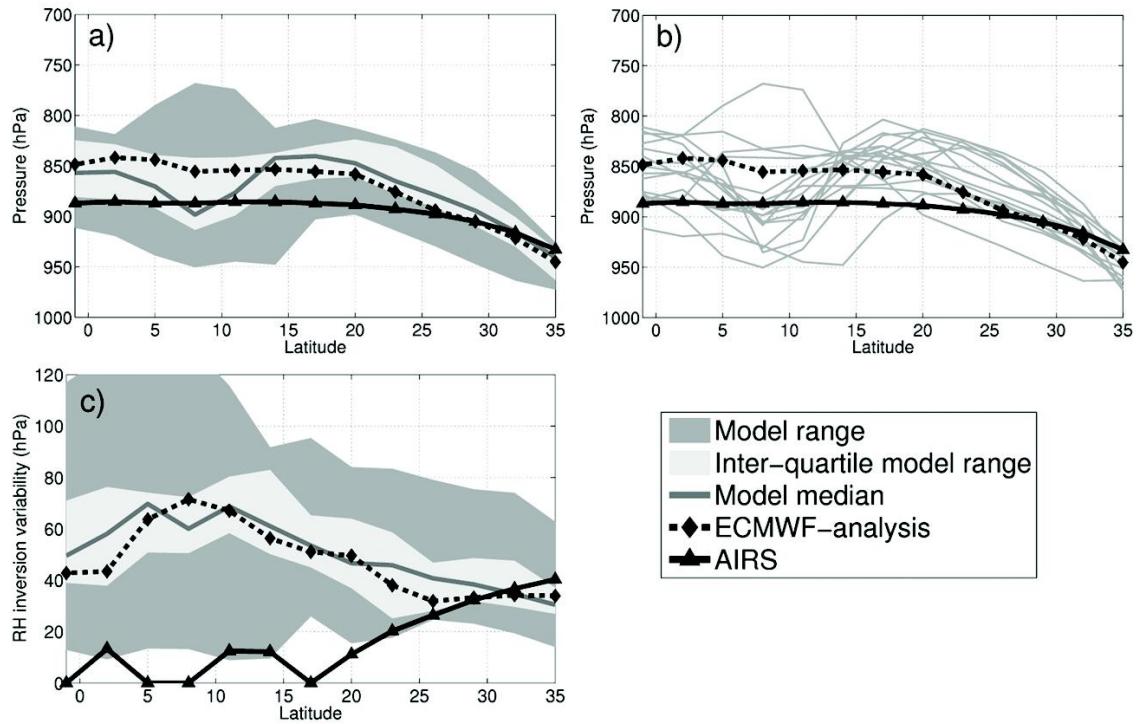 a)
Pressure (hPa)
700
750
800
850
900
950
1000
0 5 10 15 20 25 30 35
Latitude
b)
Pressure (hPa)
700
750
800
850
900
950
1000
0 5 10 15 20 25 30 35
Latitude
c)
RH inversion variability (hPa)
120
100
80
60
40
20
0
0 5 10 15 20 25 30 35
Latitude
Model range
Inter-quartile model range
Model median
ECMWF-analysis
AIRS